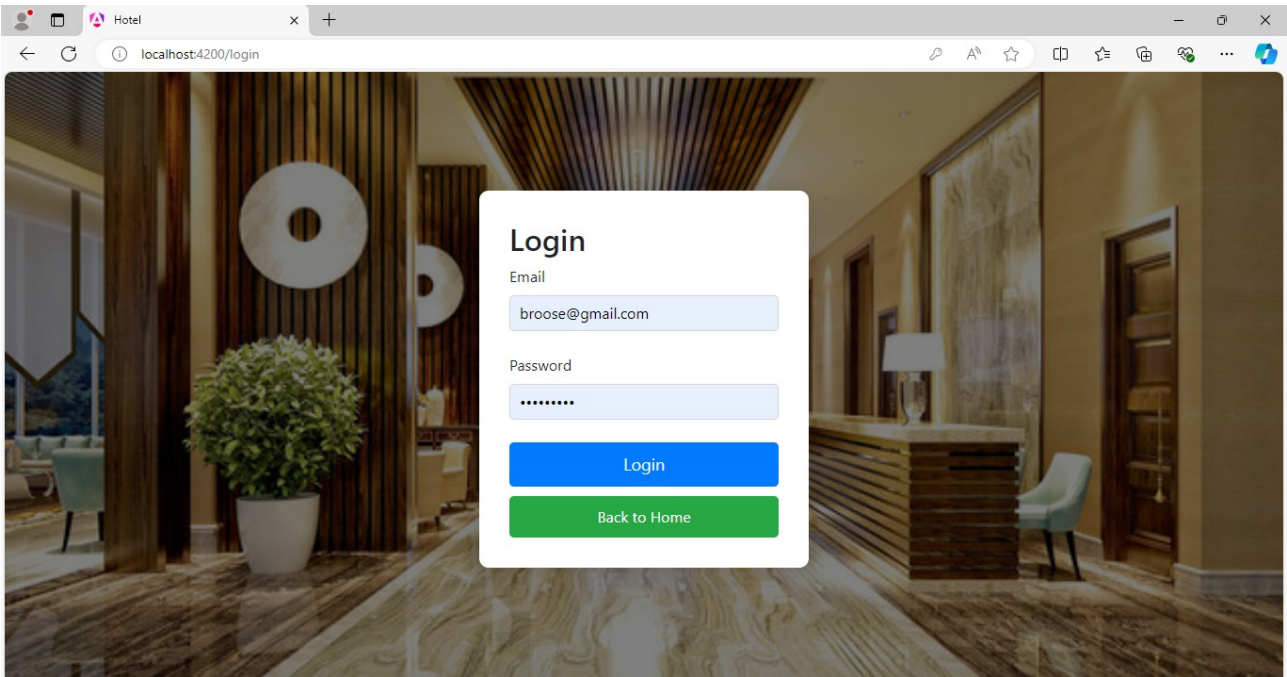 Hotel
localhost:4200/login
Login
Email
broose@gmail.com
Password
•••••••••
Login
Back to Home